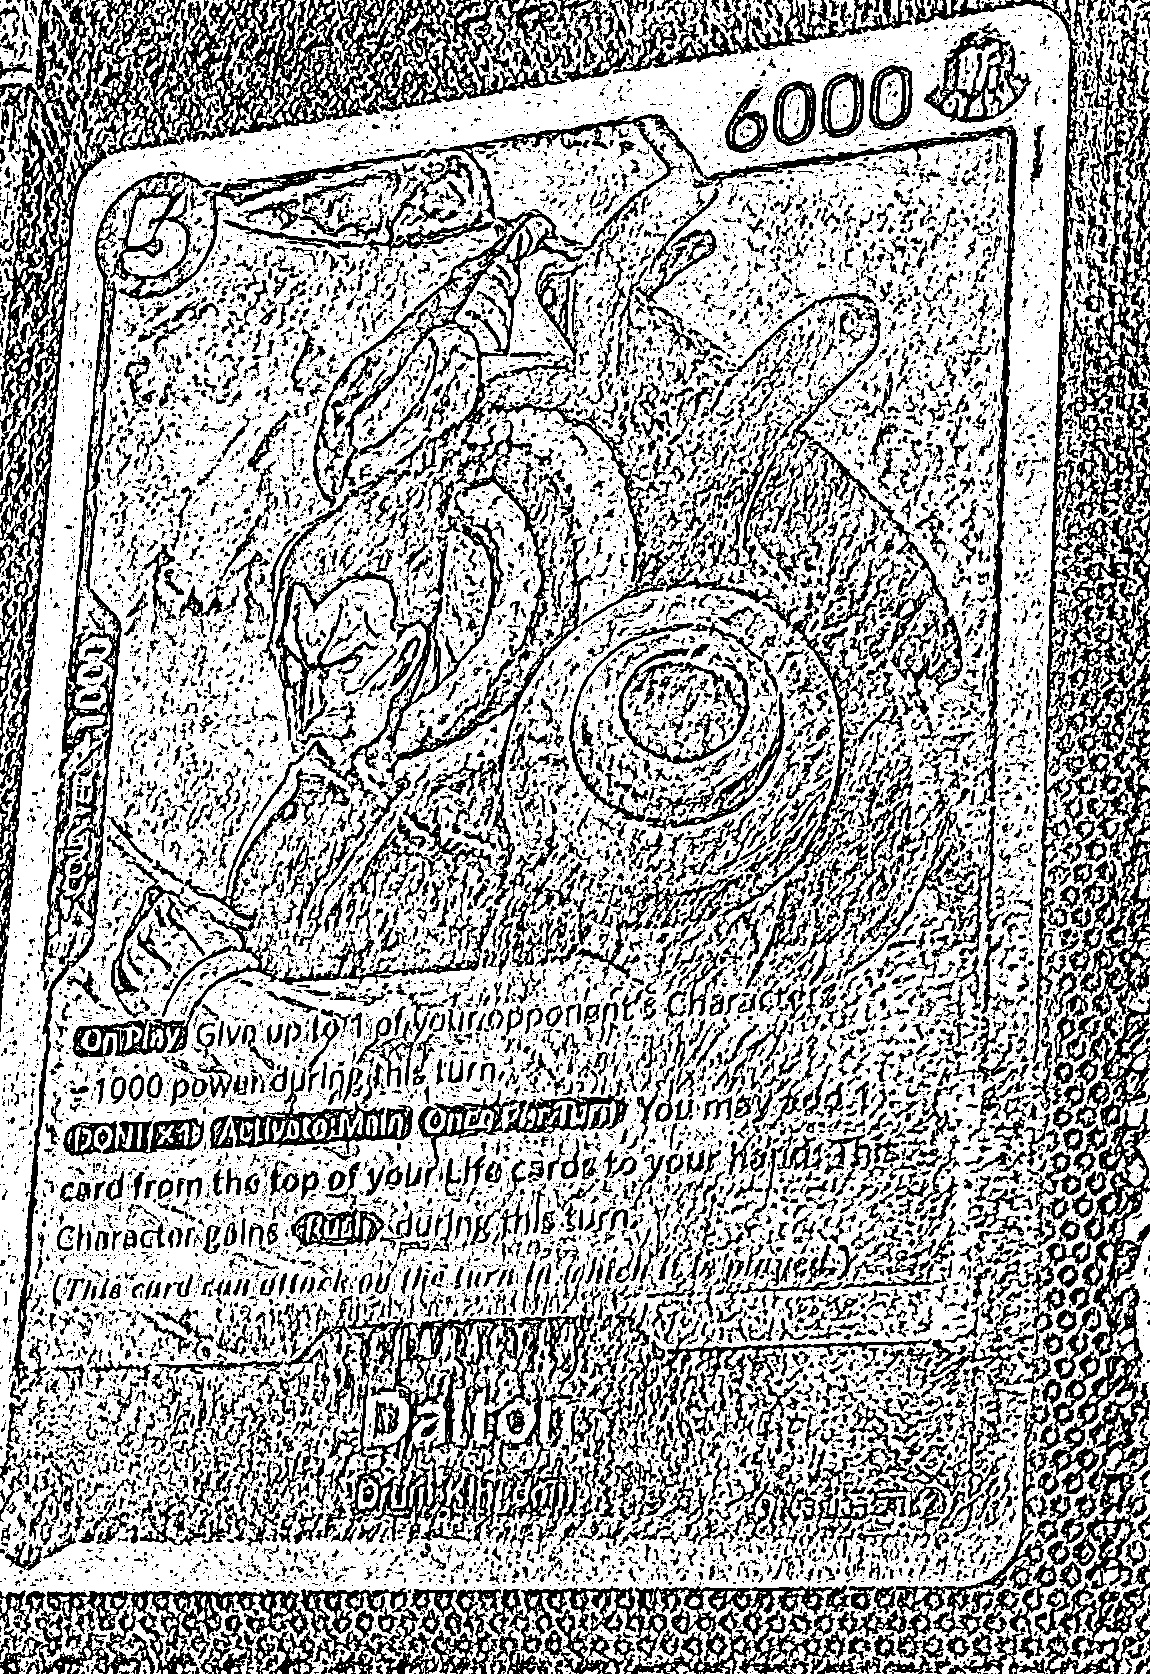 6000
5
COUNTER 1000
On Play Give up to 1 of your opponent's Characters
−1000 power during this turn.
DON!! x1 Activate: Main Once Per Turn You may add 1
card from the top of your Life cards to your hand: This
Character gains Rush during this turn.
(This card can attack on the turn in which it is played.)
CHARACTER
Dalton
Drum Kingdom